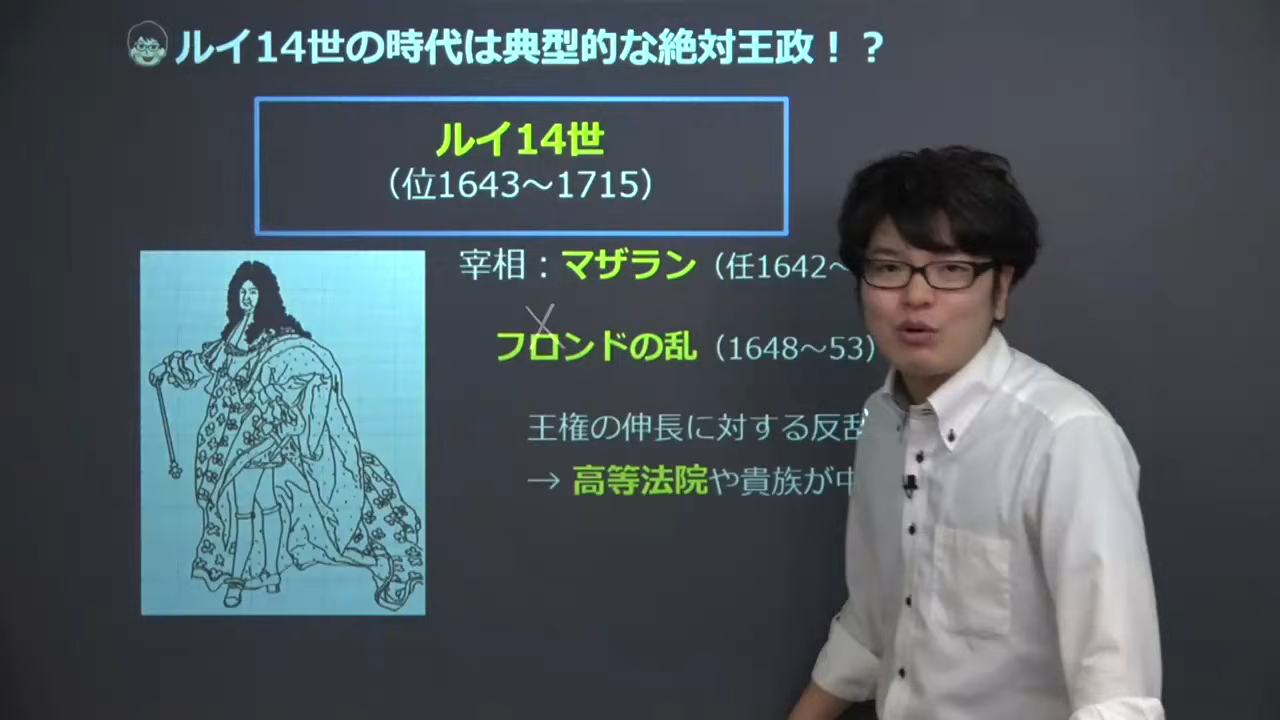 ルイ14世の時代は典型的な絶対王政！？
ルイ14世
（位1643～1715）
宰相：マザラン（任1642～
フロンドの乱（1648～53）
王権の伸長に対する反乱
→ 高等法院や貴族が中